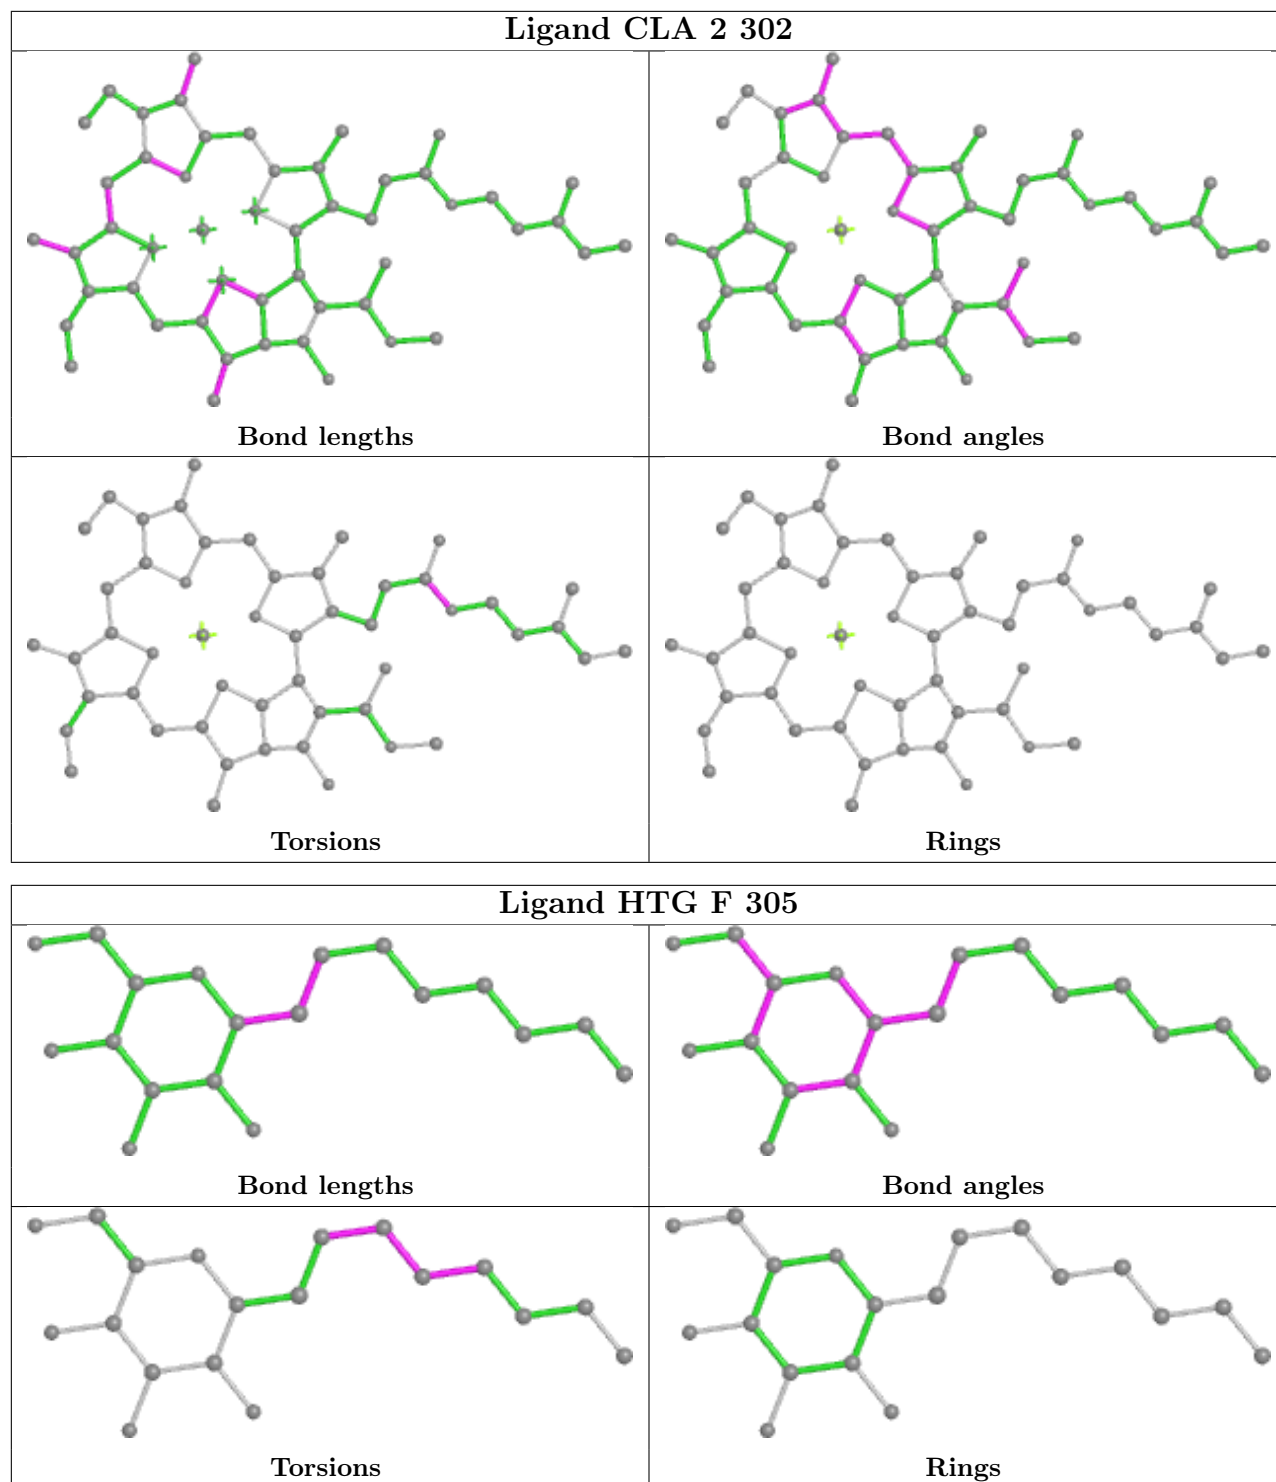 Ligand CLA 2 302
Bond lengths
Bond angles
Torsions
Rings
Ligand HTG F 305
Bond lengths
Bond angles
Torsions
Rings